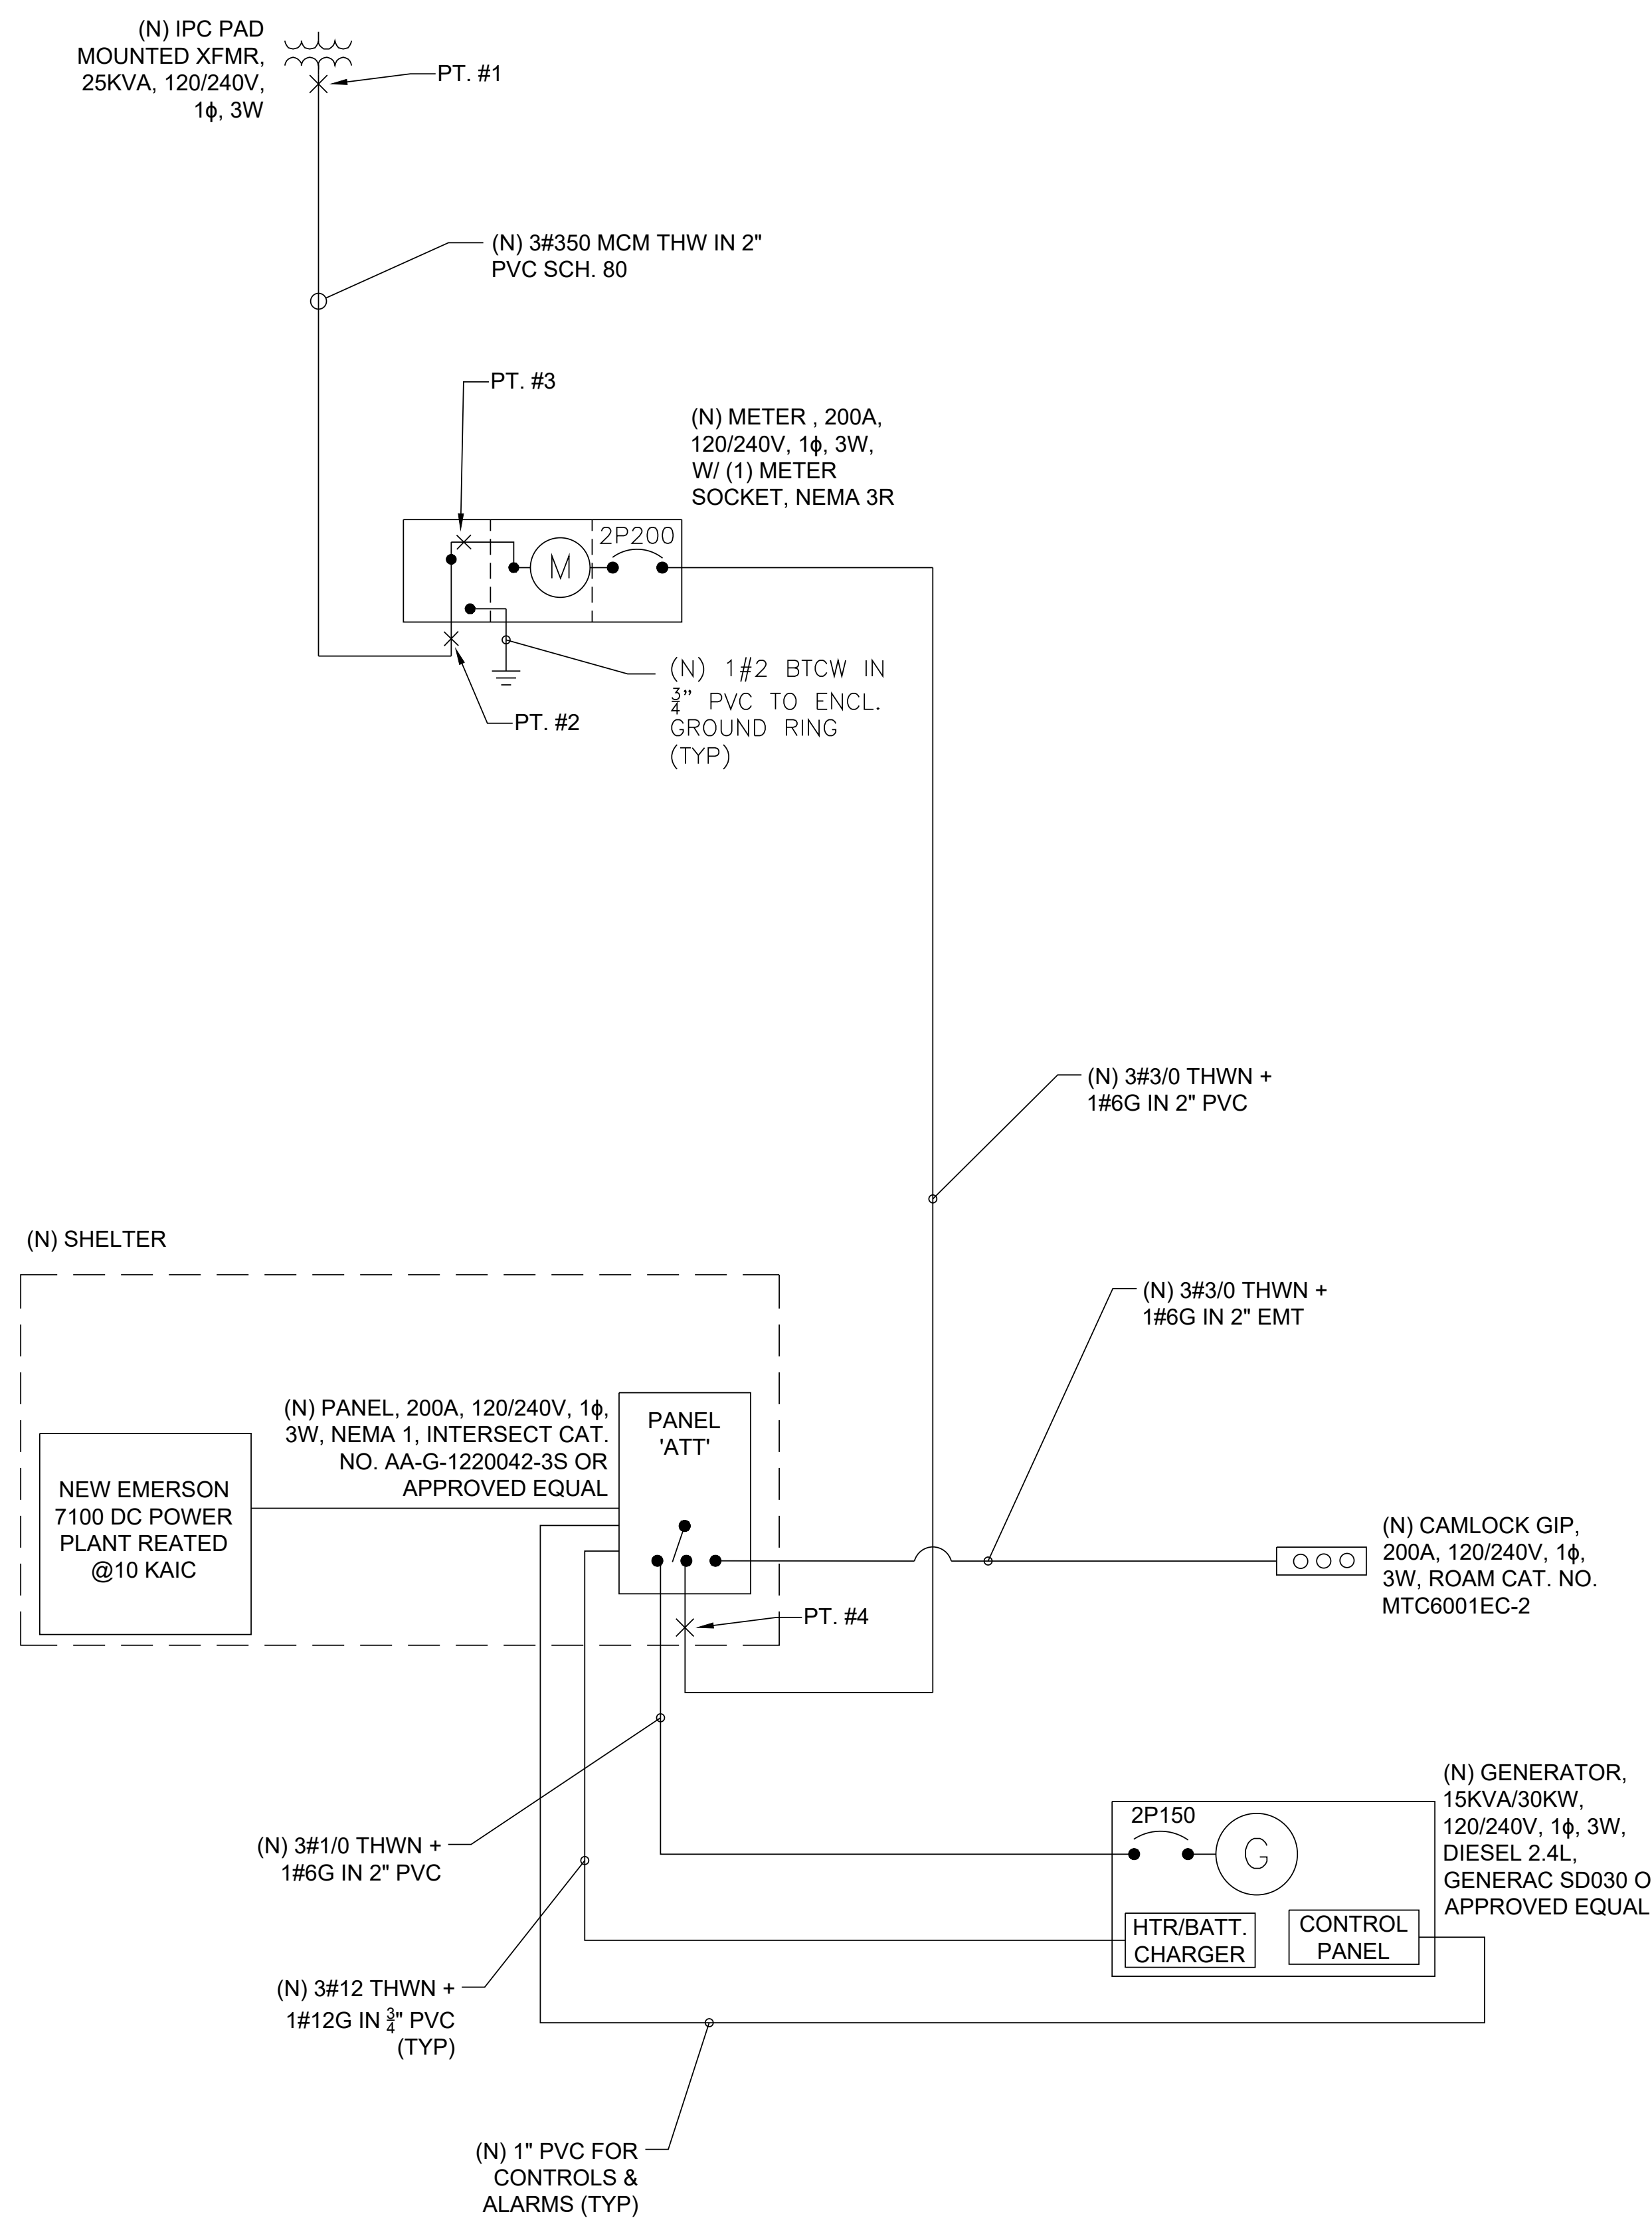 (N) IPC PAD
MOUNTED XFMR,
25KVA, 120/240V,
1ɸ, 3W
PT. #1
(N) 3#350 MCM THW IN 2"
PVC SCH. 80
PT. #3
(N) METER , 200A,
120/240V, 1ɸ, 3W,
W/ (1) METER
SOCKET, NEMA 3R
2P200
M
(N) 1#2 BTCW IN
3/4" PVC TO ENCL.
GROUND RING
(TYP)
PT. #2
(N) 3#3/0 THWN +
1#6G IN 2" PVC
(N) SHELTER
(N) 3#3/0 THWN +
1#6G IN 2" EMT
(N) PANEL, 200A, 120/240V, 1ɸ,
3W, NEMA 1, INTERSECT CAT.
NO. AA-G-1220042-3S OR
APPROVED EQUAL
PANEL
'ATT'
NEW EMERSON
7100 DC POWER
PLANT REATED
@10 KAIC
(N) CAMLOCK GIP,
200A, 120/240V, 1ɸ,
3W, ROAM CAT. NO.
MTC6001EC-2
PT. #4
(N) GENERATOR,
15KVA/30KW,
120/240V, 1ɸ, 3W,
DIESEL 2.4L,
GENERAC SD030 O
APPROVED EQUAL
2P150
G
HTR/BATT.
CHARGER
CONTROL
PANEL
(N) 3#1/0 THWN +
1#6G IN 2" PVC
(N) 3#12 THWN +
1#12G IN 3/4" PVC
(TYP)
(N) 1" PVC FOR
CONTROLS &
ALARMS (TYP)